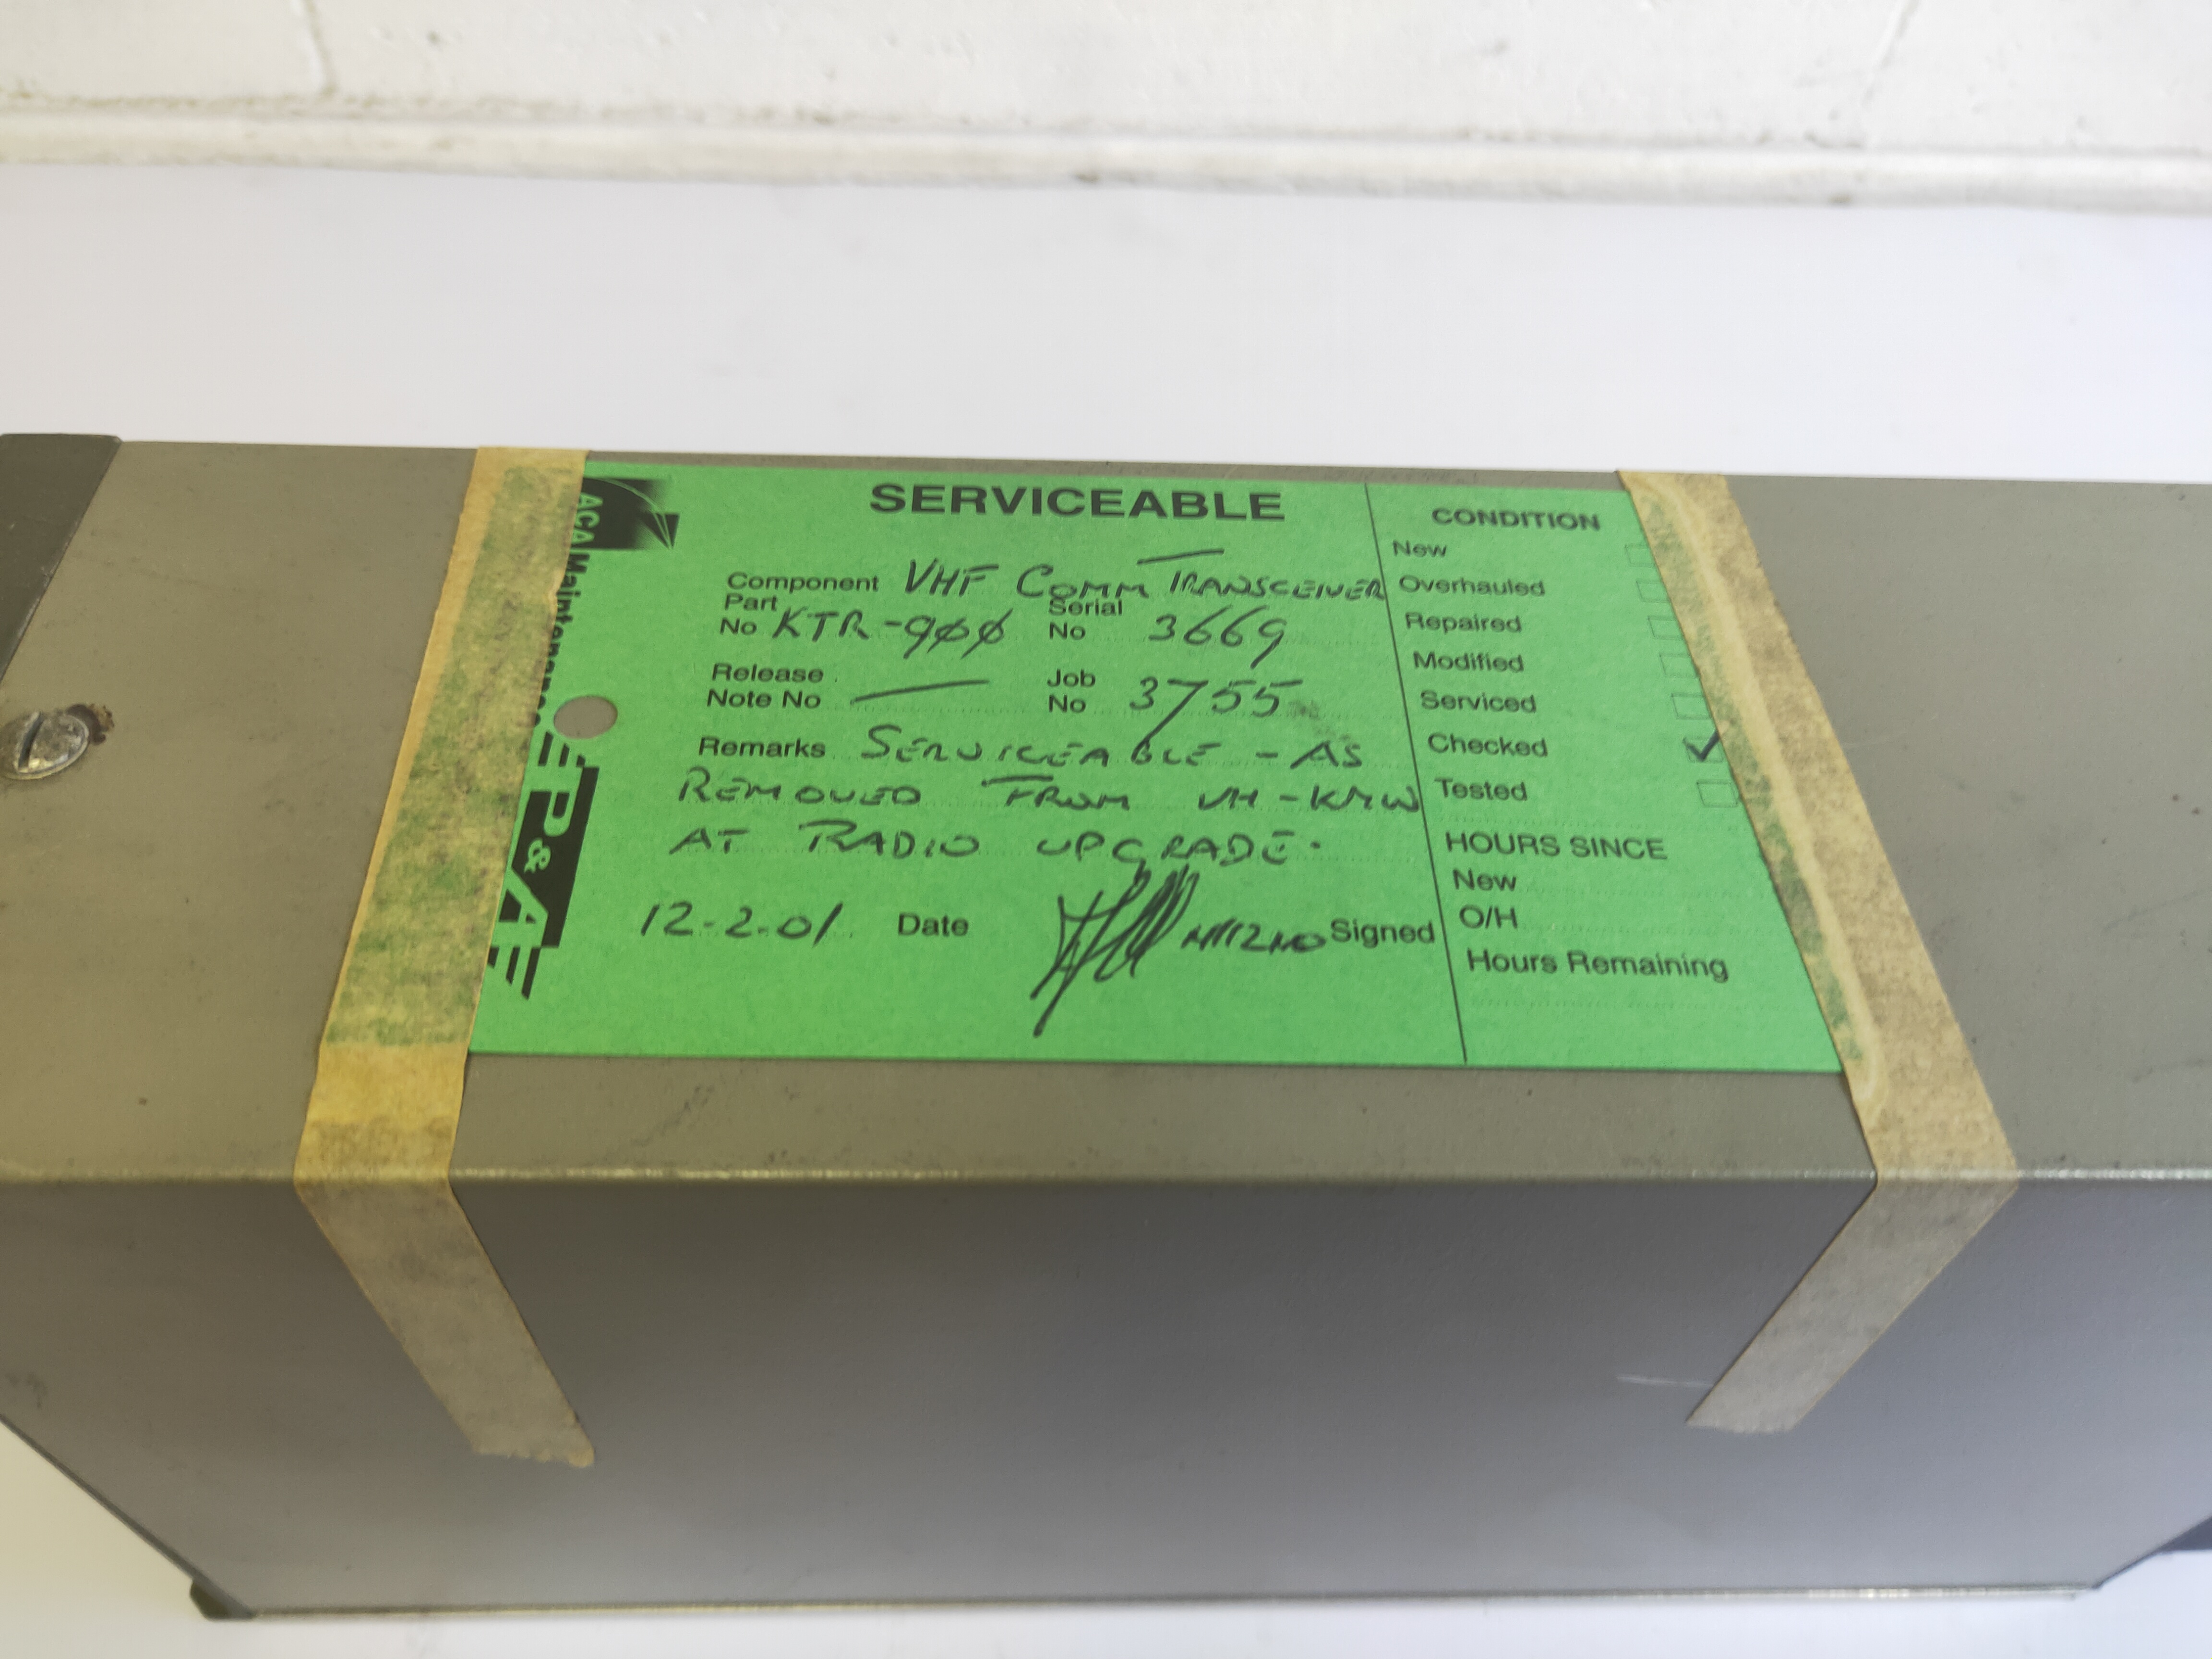 ACA Maintenance
P&A
SERVICEABLE
Component VHF COMM TRANSCEIVER
Part No KTR-900 Serial No 3669
Release Note No — Job No 3755
Remarks SERVICEABLE - AS
REMOVED FROM VH-KMW
AT RADIO UPGRADE.
12-2-01 Date Signed
CONDITION
New
Overhauled
Repaired
Modified
Serviced
Checked ✓
Tested
HOURS SINCE
New
O/H
Hours Remaining